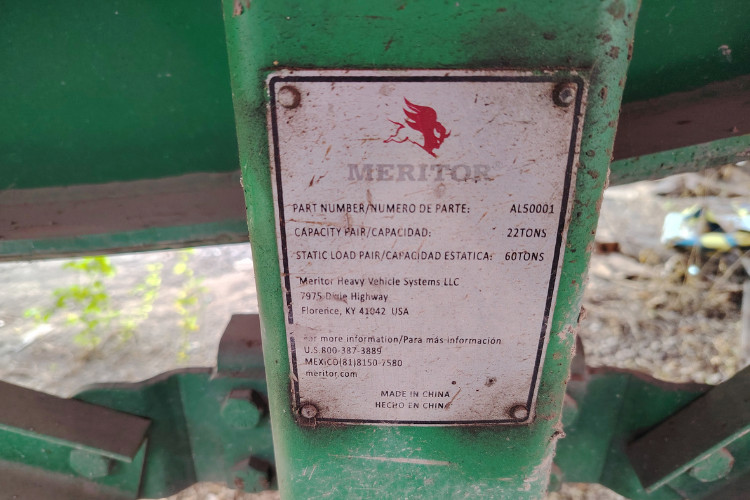 MERITOR®
PART NUMBER/NUMERO DE PARTE: ALS0001
CAPACITY PAIR/CAPACIDAD: 22TONS
STATIC LOAD PAIR/CAPACIDAD ESTATICA: 60TONS
Meritor Heavy Vehicle Systems LLC
7975 Dixie Highway
Florence, KY 41042 USA
For more information/Para más información
U.S.800-387-3889
MEXICO(81)8150-7580
meritor.com
MADE IN CHINA
HECHO EN CHINA